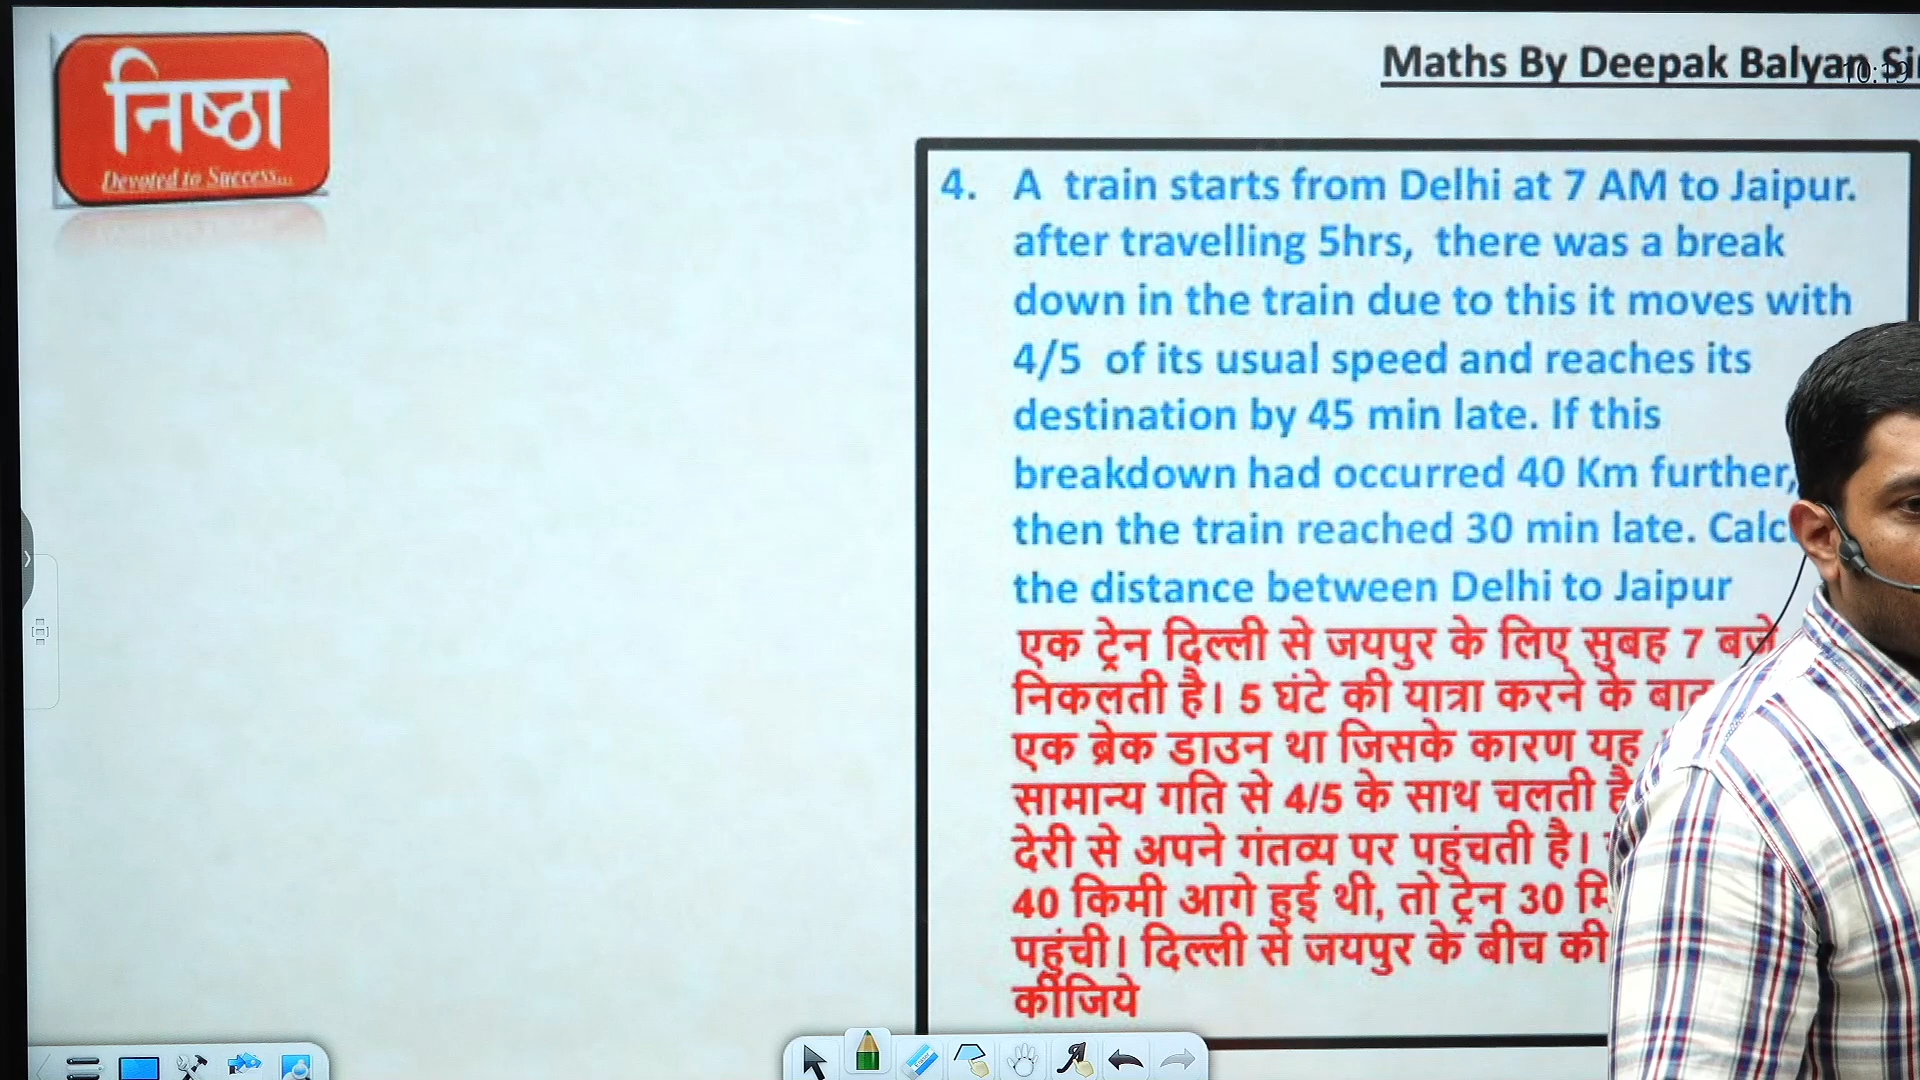 निष्ठा
Devoted to Success...
Maths By Deepak Balyan
10:19
4. A train starts from Delhi at 7 AM to Jaipur.
after travelling 5hrs, there was a break
down in the train due to this it moves with
4/5 of its usual speed and reaches its
destination by 45 min late. If this
breakdown had occurred 40 Km further,
then the train reached 30 min late.
the distance between Delhi to Jaipur
एक ट्रेन दिल्ली से जयपुर के लिए सुबह 7 बजे
निकलती है। 5 घंटे की यात्रा करने के
एक ब्रेक डाउन था जिसके कारण यह
सामान्य गति से 4/5 के साथ चलती है
देरी से अपने गंतव्य पर पहुंचती है।
40 किमी आगे हुई थी, तो ट्रेन 30
पहुंची। दिल्ली से जयपुर के बीच की
कीजिये